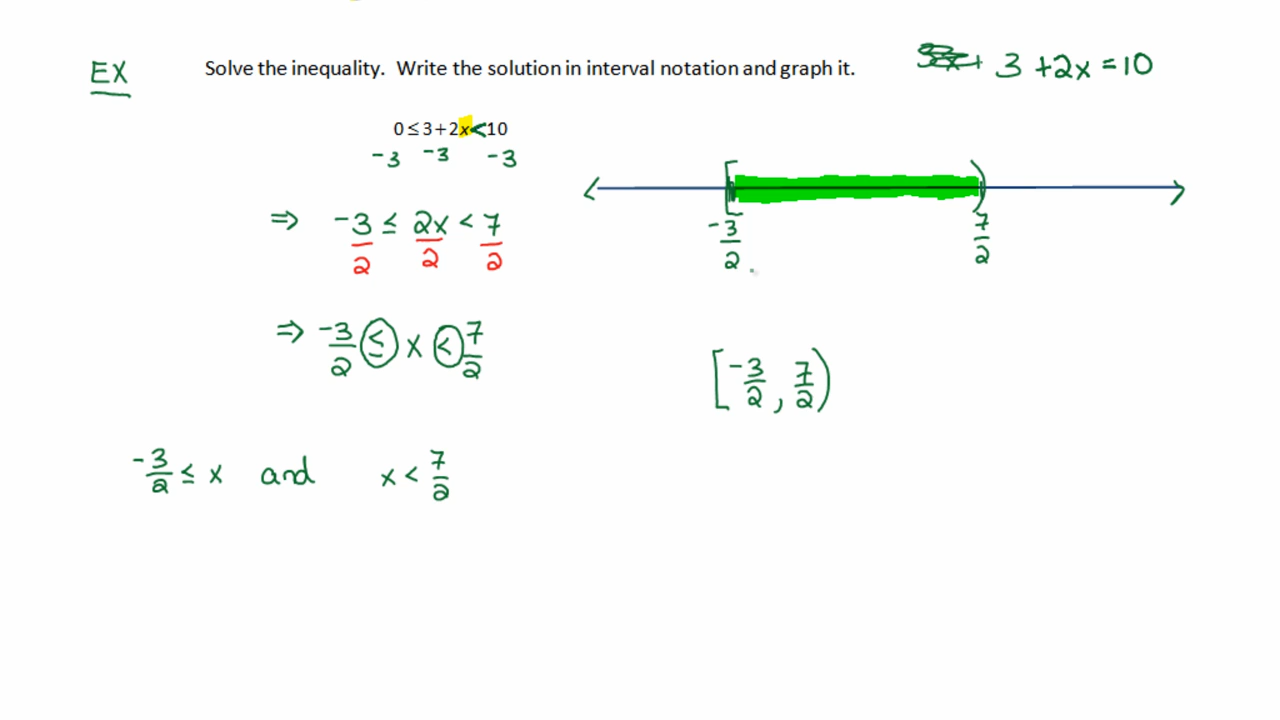 EX Solve the inequality. Write the solution in interval notation and graph it. 3 + 2x = 10
0 ≤ 3 + 2x < 10
-3 -3 -3
⇒ -3/2 ≤ 2x/2 < 7/2
-3/2 7/2
⇒ -3/2 ≤ x < 7/2
[-3/2, 7/2)
-3/2 ≤ x and x < 7/2